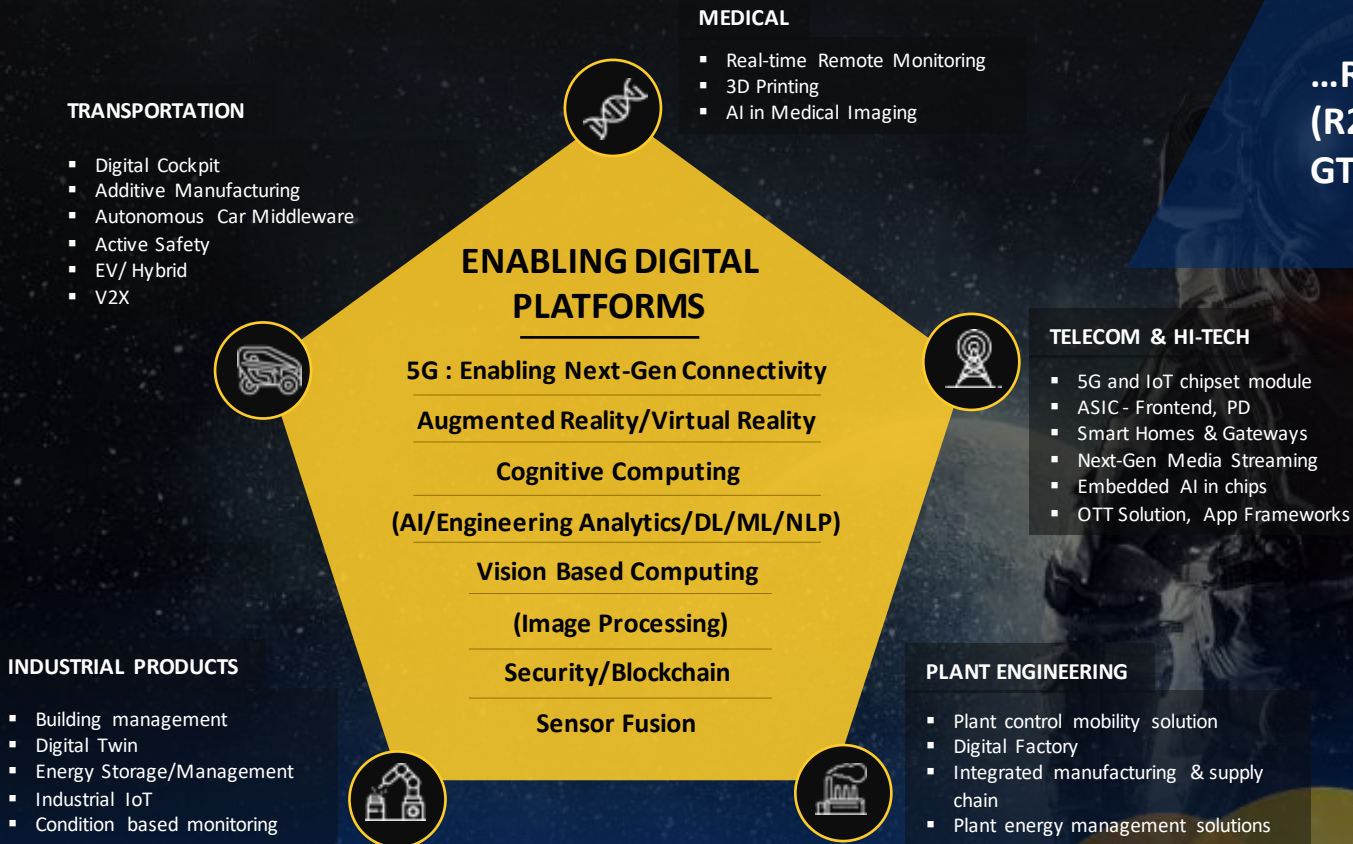 MEDICAL
▪ Real-time Remote Monitoring
▪ 3D Printing
▪ AI in Medical Imaging
TRANSPORTATION
▪ Digital Cockpit
▪ Additive Manufacturing
▪ Autonomous Car Middleware
▪ Active Safety
▪ EV/ Hybrid
▪ V2X
ENABLING DIGITAL
PLATFORMS
5G : Enabling Next-Gen Connectivity
Augmented Reality/Virtual Reality
Cognitive Computing
(AI/Engineering Analytics/DL/ML/NLP)
Vision Based Computing
(Image Processing)
Security/Blockchain
Sensor Fusion
TELECOM & HI-TECH
▪ 5G and IoT chipset module
▪ ASIC - Frontend, PD
▪ Smart Homes & Gateways
▪ Next-Gen Media Streaming
▪ Embedded AI in chips
▪ OTT Solution, App Frameworks
INDUSTRIAL PRODUCTS
▪ Building management
▪ Digital Twin
▪ Energy Storage/Management
▪ Industrial IoT
▪ Condition based monitoring
PLANT ENGINEERING
▪ Plant control mobility solution
▪ Digital Factory
▪ Integrated manufacturing & supply
chain
▪ Plant energy management solutions